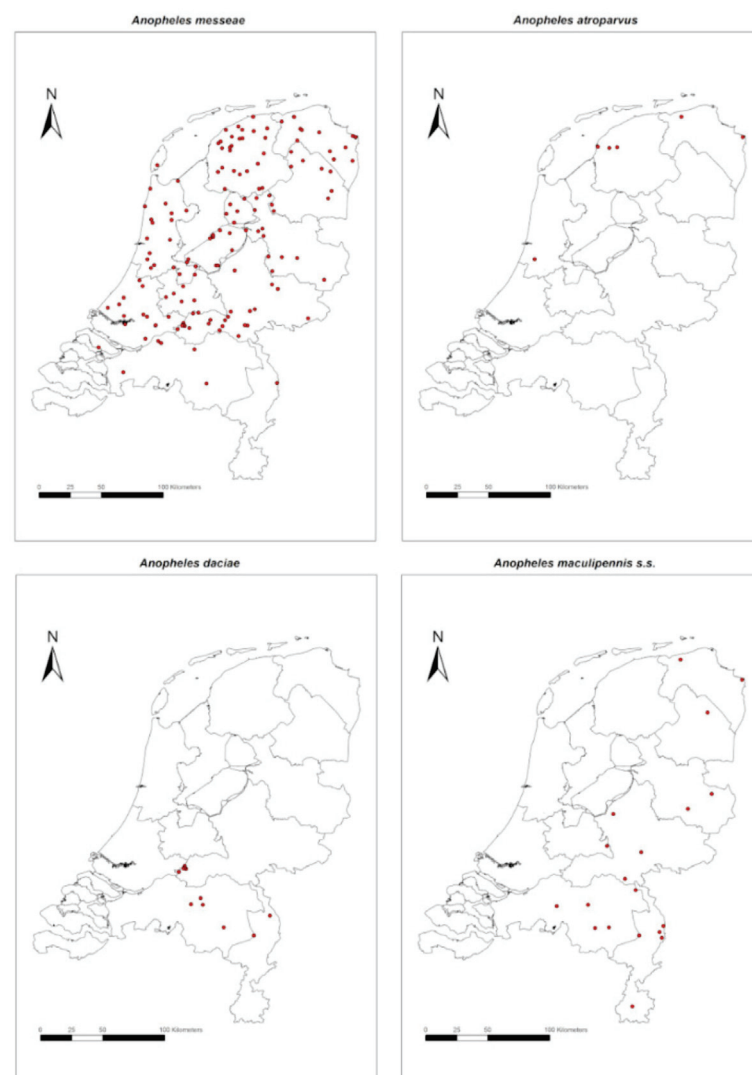 Anopheles messeae
N
0 25 50 100 Kilometers
Anopheles atroparvus
N
0 25 50 100 Kilometers
Anopheles daciae
N
0 25 50 100 Kilometers
Anopheles maculipennis s.s.
N
0 25 50 100 Kilometers